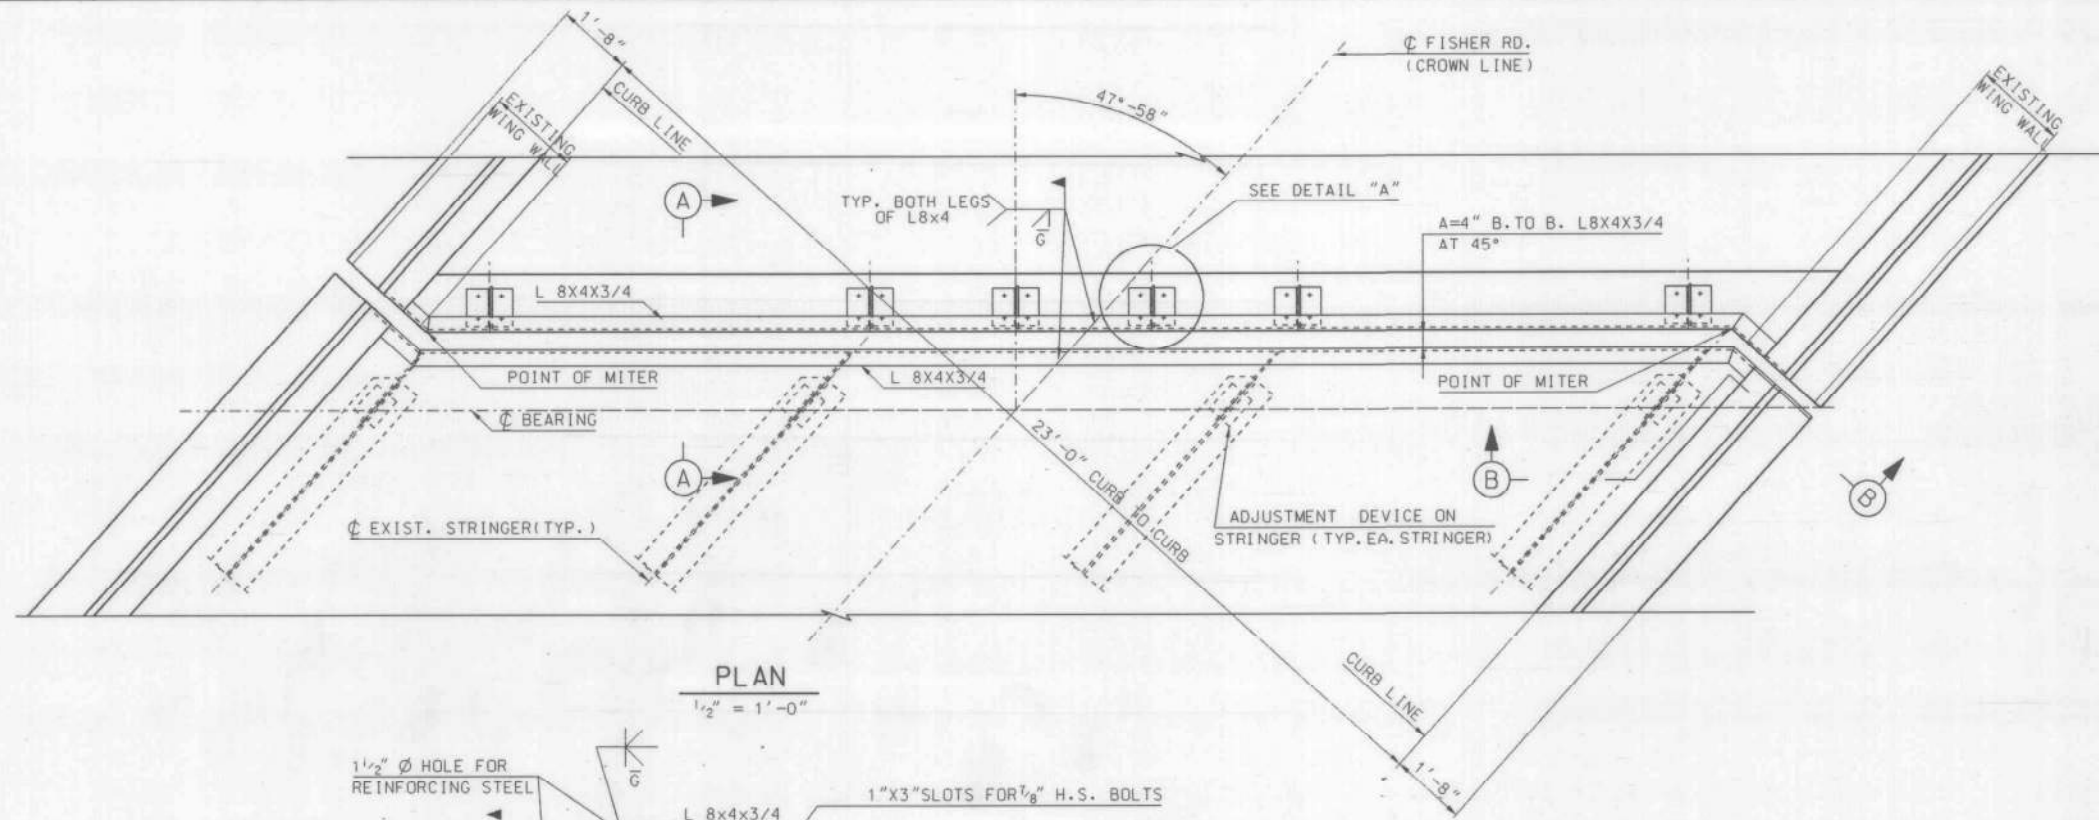 1'-8"
℄ FISHER RD.
(CROWN LINE)
EXISTING
WING WALL
CURB LINE
47°-58"
EXISTING
WING WALL
A
TYP. BOTH LEGS
OF L8x4
G
SEE DETAIL "A"
A=4" B.TO B. L8X4X3/4
AT 45°
L 8X4X3/4
POINT OF MITER
L 8X4X3/4
POINT OF MITER
℄ BEARING
23'-0" CURB TO CURB
A
B
B
℄ EXIST. STRINGER(TYP.)
ADJUSTMENT DEVICE ON
STRINGER (TYP.EA.STRINGER)
PLAN
1/2" = 1'-0"
CURB LINE
1'-8"
1 1/2" Ø HOLE FOR
REINFORCING STEEL
G
L 8x4x3/4
1"X3"SLOTS FOR 7/8" H.S. BOLTS